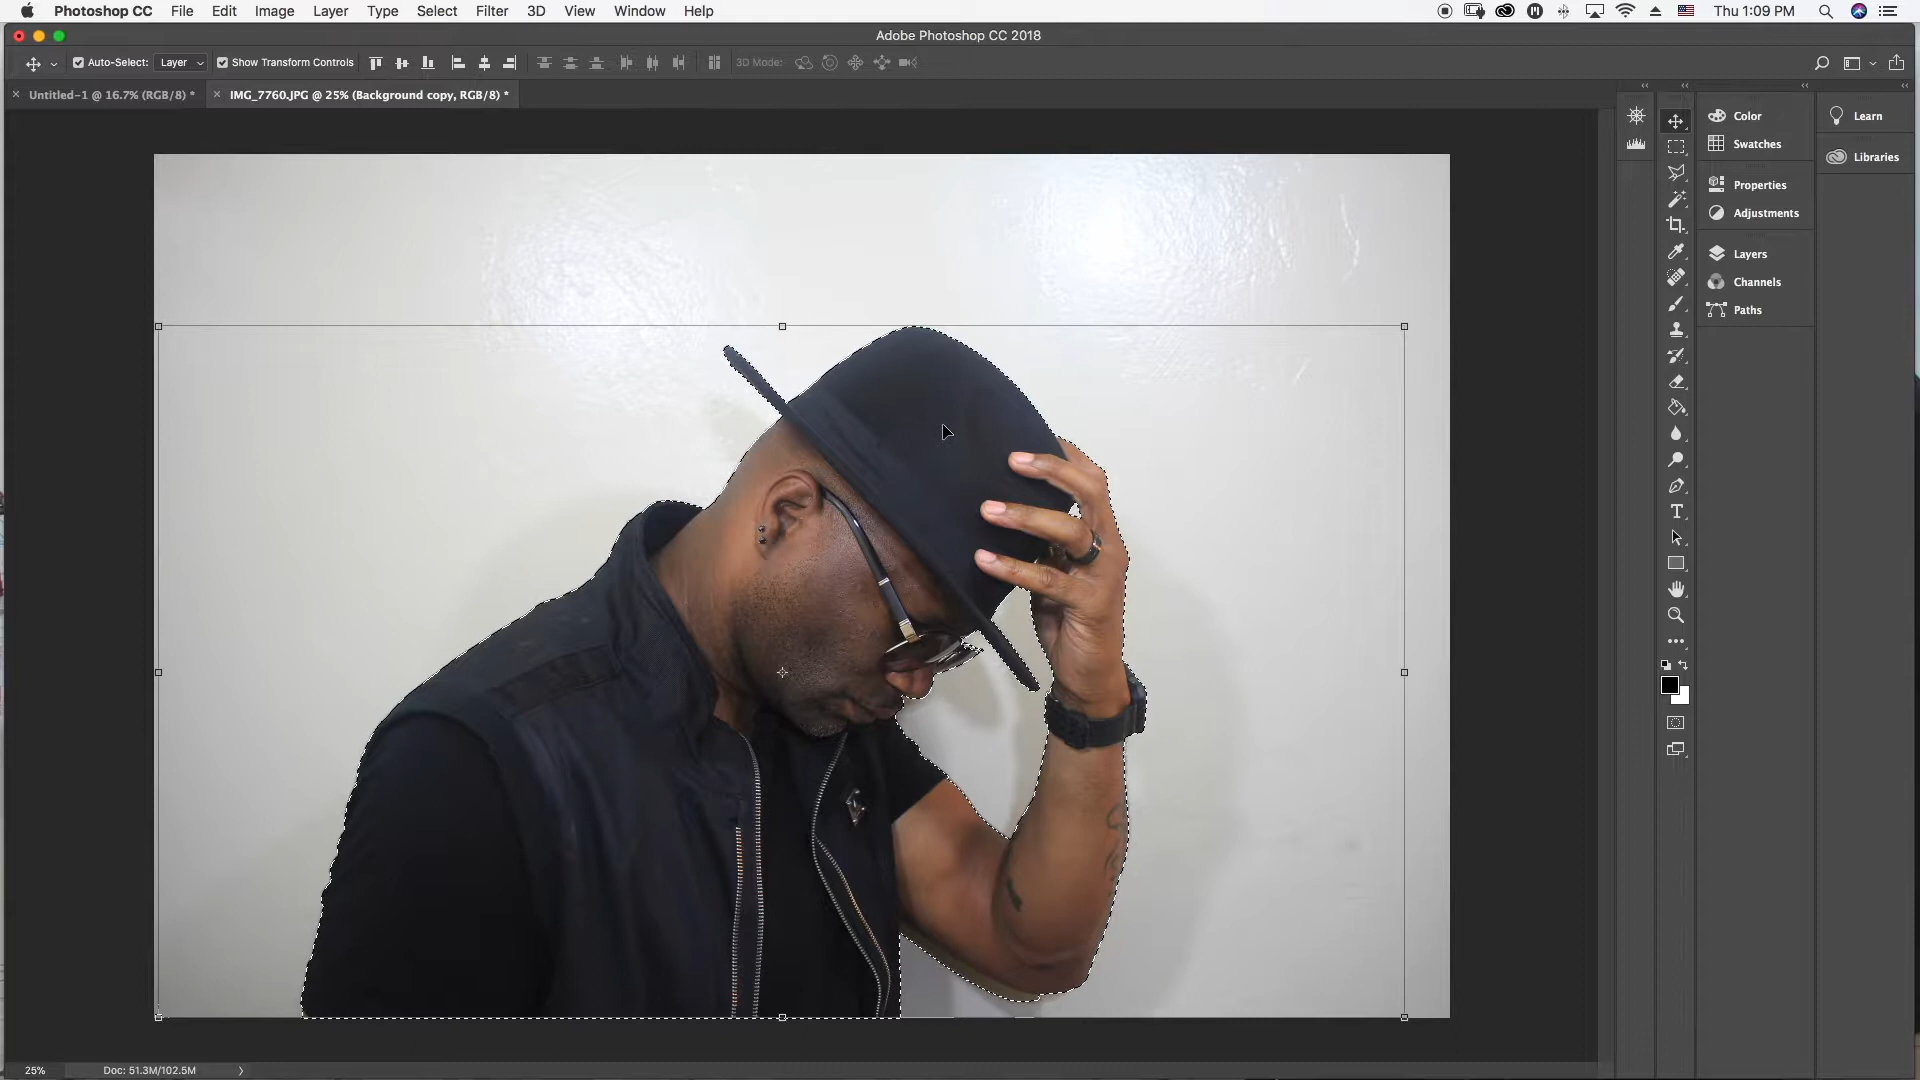 Photoshop CC File Edit Image Layer Type Select Filter 3D View Window Help Thu 1:09 PM
Adobe Photoshop CC 2018
Auto-Select: Layer Show Transform Controls 3D Mode:
Untitled-1 @ 16.7% (RGB/8) * IMG_7760.JPG @ 25% (Background copy, RGB/8) *
Color
Learn
Swatches
Libraries
Properties
Adjustments
Layers
Channels
Paths
25% Doc: 51.3M/102.5M